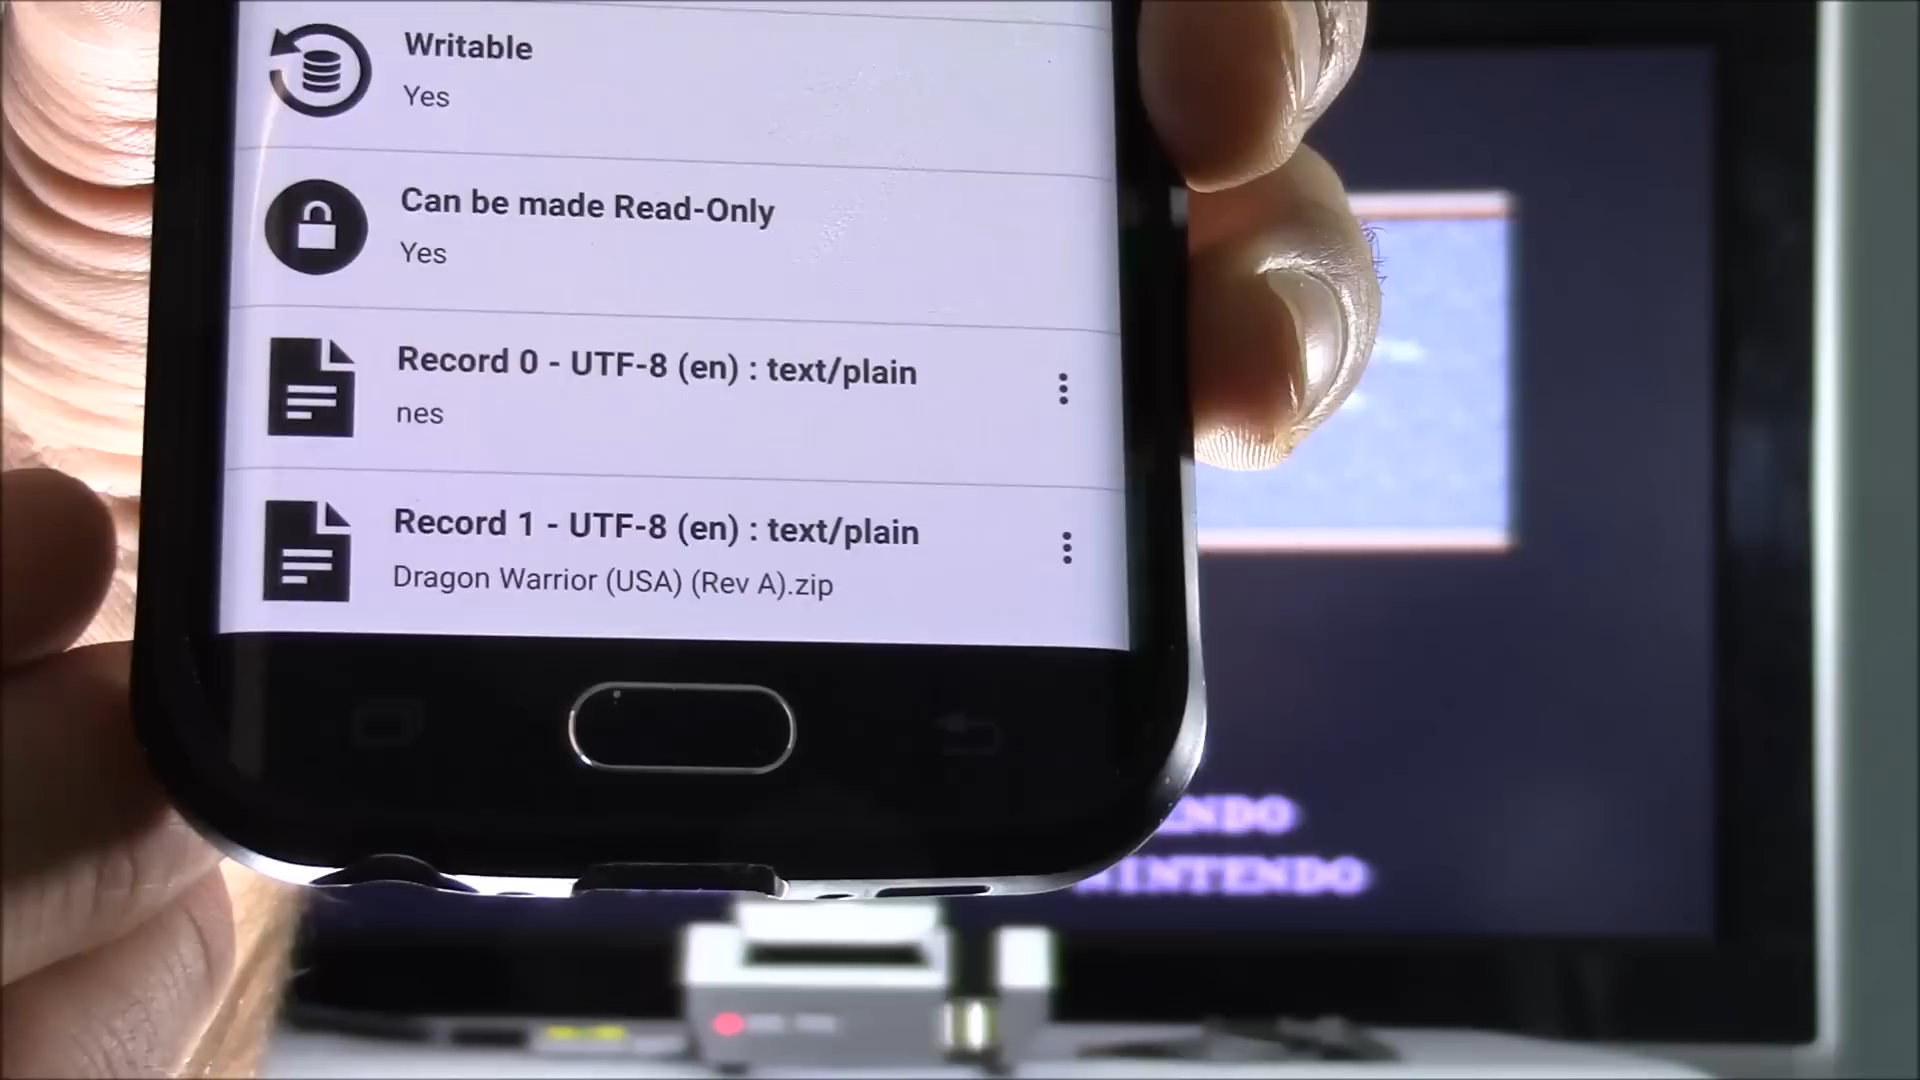 Writable
Yes
Can be made Read-Only
Yes
Record 0 - UTF-8 (en) : text/plain
nes
Record 1 - UTF-8 (en) : text/plain
Dragon Warrior (USA) (Rev A).zip
ENDO
NINTENDO